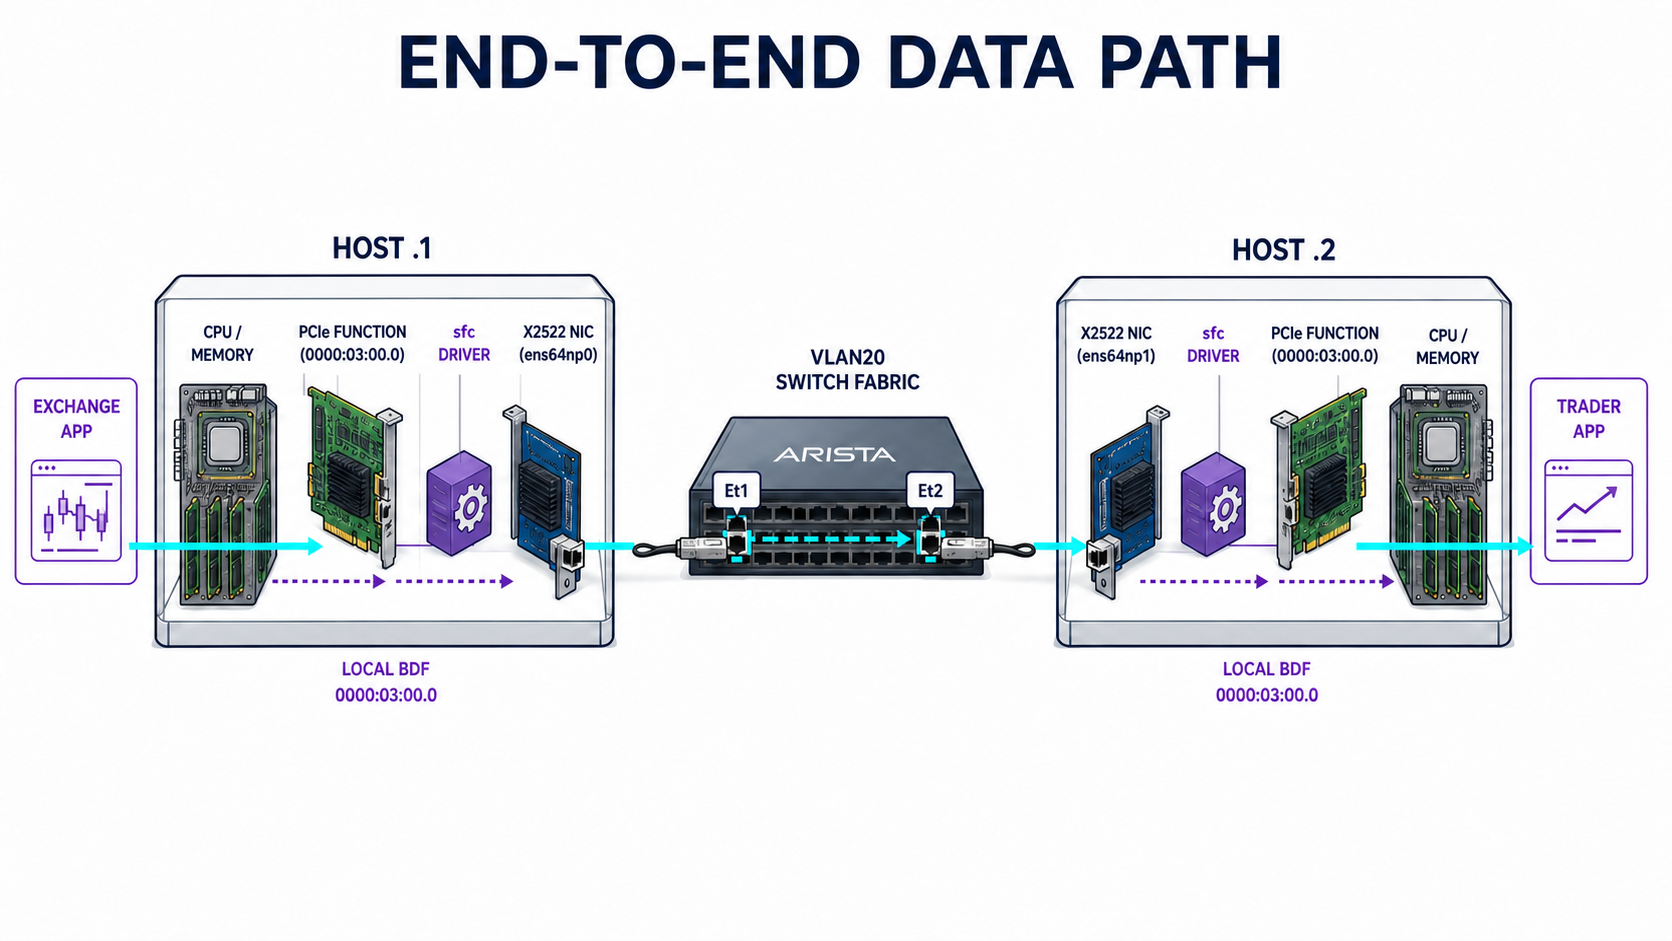 END-TO-END DATA PATH
HOST .1
CPU /
MEMORY
PCIe FUNCTION
(0000:03:00.0)
sfc
DRIVER
X2522 NIC
(ens64np0)
EXCHANGE
APP
LOCAL BDF
0000:03:00.0
VLAN20
SWITCH FABRIC
ARISTA
Et1
Et2
HOST .2
X2522 NIC
(ens64np1)
sfc
DRIVER
PCIe FUNCTION
(0000:03:00.0)
CPU /
MEMORY
TRADER
APP
LOCAL BDF
0000:03:00.0